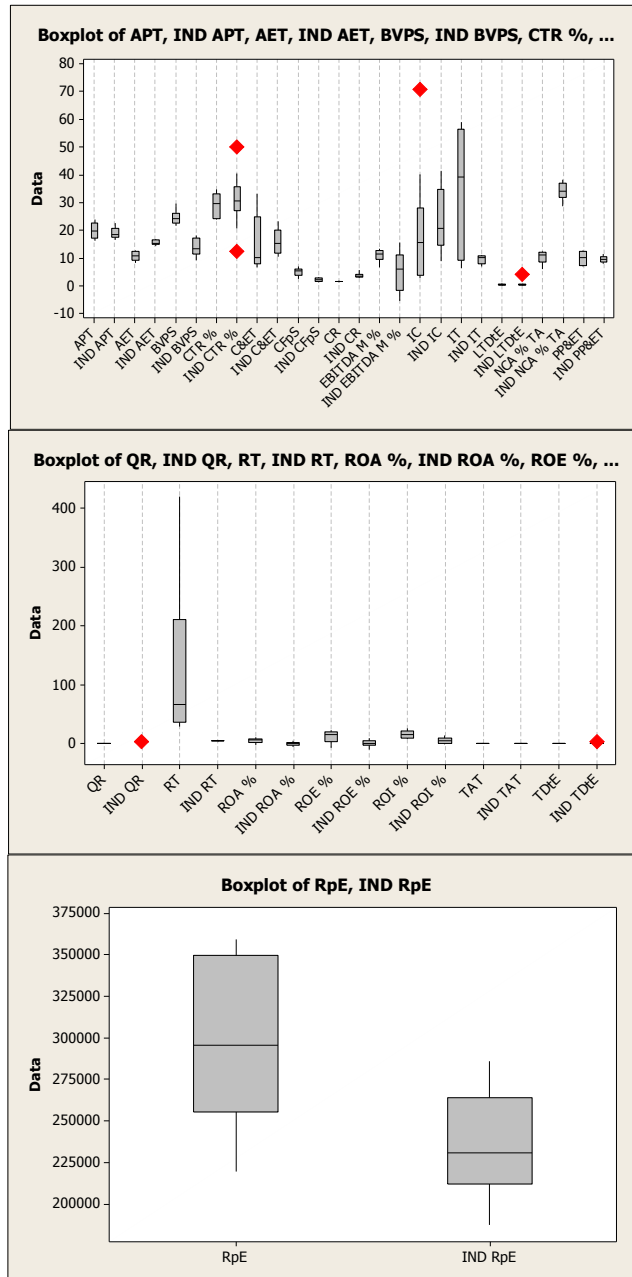 Boxplot of APT, IND APT, AET, IND AET, BVPS, IND BVPS, CTR %, ...
80
70
60
50
40
30
20
10
0
-10
Data
APT
IND APT
AET
IND AET
BVPS
IND BVPS
CTR %
IND CTR %
C&ET
IND C&ET
CFpS
IND CFpS
CR
IND CR
EBITDA M %
IND EBITDA M %
IC
IND IC
IT
IND IT
LTDtE
IND LTDtE
NCA % TA
IND NCA % TA
PP&ET
IND PP&ET
Boxplot of QR, IND QR, RT, IND RT, ROA %, IND ROA %, ROE %, ...
400
300
200
100
0
Data
QR
IND QR
RT
IND RT
ROA %
IND ROA %
ROE %
IND ROE %
ROI %
IND ROI %
TAT
IND TAT
TDtE
IND TDtE
Boxplot of RpE, IND RpE
375000
350000
325000
300000
275000
250000
225000
200000
Data
RpE
IND RpE